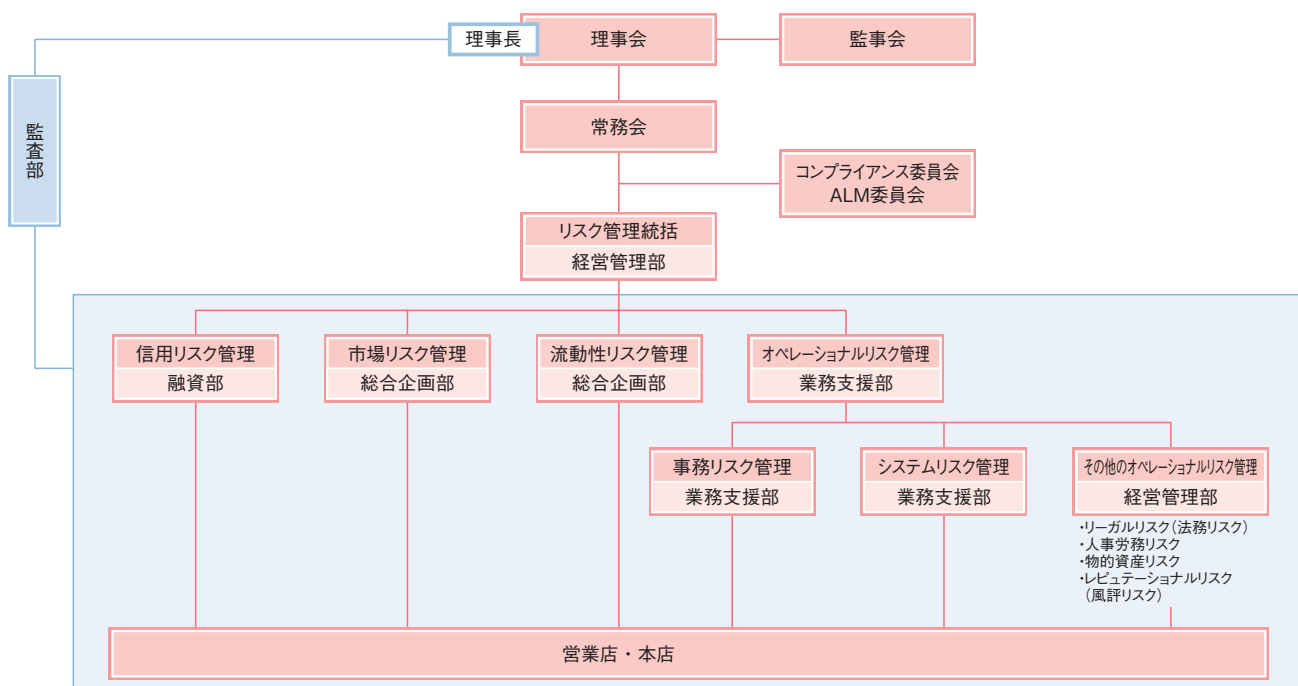 理事長
理事会
監事会
監査部
常務会
コンプライアンス委員会
ALM委員会
リスク管理統括
経営管理部
信用リスク管理
融資部
市場リスク管理
総合企画部
流動性リスク管理
総合企画部
オペレーショナルリスク管理
業務支援部
事務リスク管理
業務支援部
システムリスク管理
業務支援部
その他のオペレーショナルリスク管理
経営管理部
・リーガルリスク(法務リスク)
・人事労務リスク
・物的資産リスク
・レピュテーショナルリスク
(風評リスク)
営業店・本店